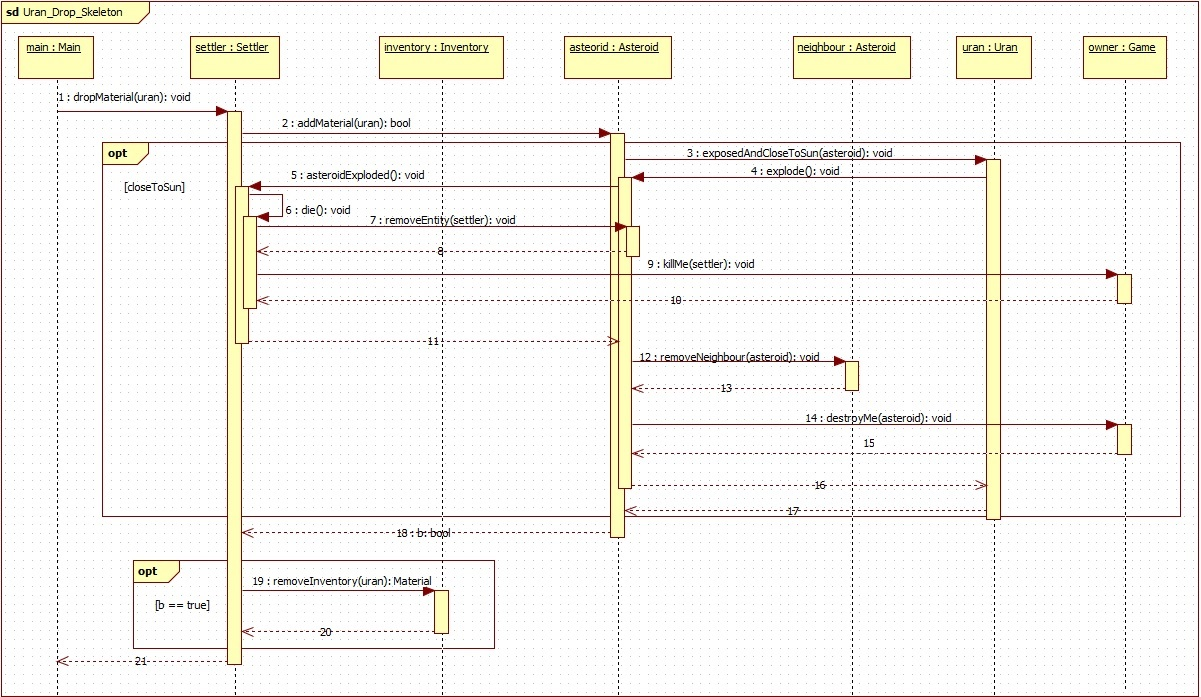 sd Uran_Drop_Skeleton
main : Main
settler : Settler
inventory : Inventory
asteorid : Asteroid
neighbour : Asteroid
uran : Uran
owner : Game
1 : dropMaterial(uran): void
2 : addMaterial(uran): bool
opt
3 : exposedAndCloseToSun(asteroid): void
4 : explode(): void
5 : asteroidExploded(): void
[closeToSun]
6 : die(): void
7 : removeEntity(settler): void
8
9 : killMe(settler): void
10
11
12 : removeNeighbour(asteroid): void
13
14 : destroyMe(asteroid): void
15
16
17
18 : b: bool
opt
19 : removeInventory(uran): Material
[b == true]
20
21